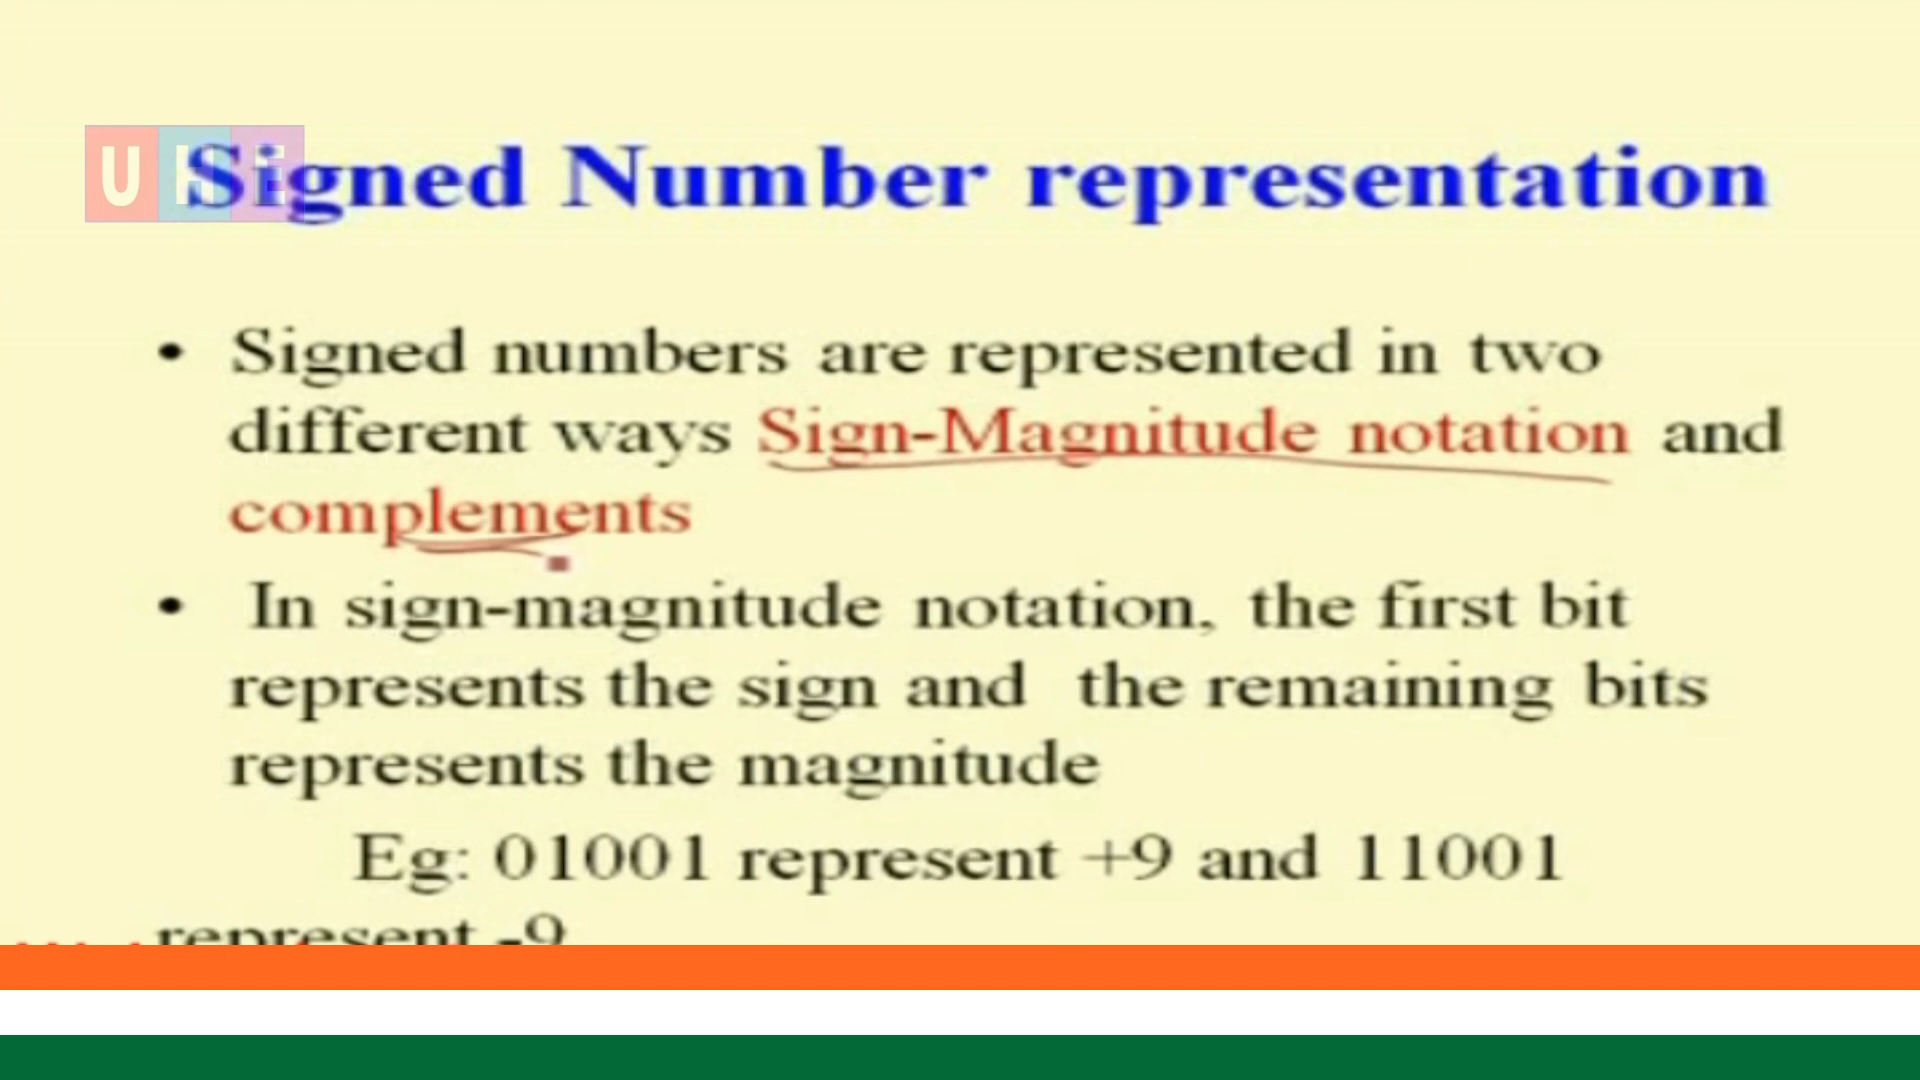 Signed Number representation
• Signed numbers are represented in two
different ways Sign-Magnitude notation and
complements
• In sign-magnitude notation, the first bit
represents the sign and the remaining bits
represents the magnitude
Eg: 01001 represent +9 and 11001
represent -9